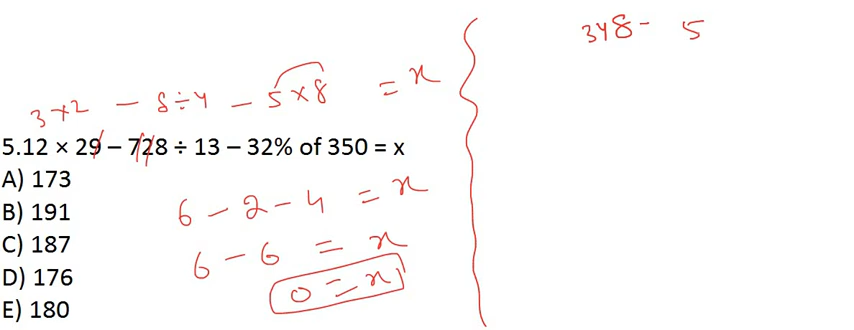 348- 5
3×2 - 8÷4 - 5×8 = x
5.12 × 29 – 728 ÷ 13 – 32% of 350 = x
A) 173
6 - 2 - 4 = x
B) 191
C) 187
6 - 6 = x
D) 176
0 = x
E) 180